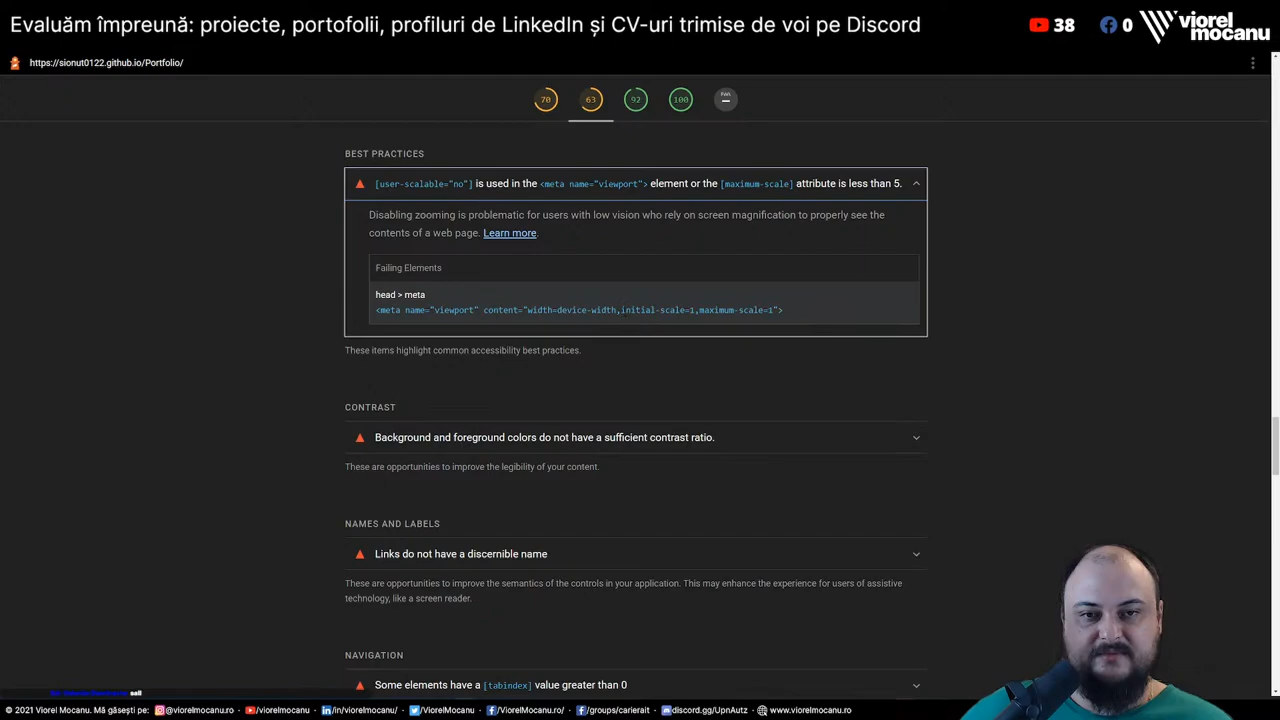 Evaluăm împreună: proiecte, portofolii, profiluri de LinkedIn și CV-uri trimise de voi pe Discord
38
0
viorel
mocanu
https://sionut0122.github.io/Portfolio/
70
63
92
100
PWA
BEST PRACTICES
[user-scalable="no"] is used in the <meta name="viewport"> element or the [maximum-scale] attribute is less than 5.
Disabling zooming is problematic for users with low vision who rely on screen magnification to properly see the
contents of a web page. Learn more.
Failing Elements
head > meta
<meta name="viewport" content="width=device-width,initial-scale=1,maximum-scale=1">
These items highlight common accessibility best practices.
CONTRAST
Background and foreground colors do not have a sufficient contrast ratio.
These are opportunities to improve the legibility of your content.
NAMES AND LABELS
Links do not have a discernible name
These are opportunities to improve the semantics of the controls in your application. This may enhance the experience for users of assistive
technology, like a screen reader.
NAVIGATION
Some elements have a [tabindex] value greater than 0
sall
© 2021 Viorel Mocanu. Mă găsești pe: @viorelmocanu /viorelmocanu /in/viorelmocanu/ /ViorelMocanu /ViorelMocanu.ro/ /groups/carierait /discord.gg/UpnAutz www.viorelmocanu.ro